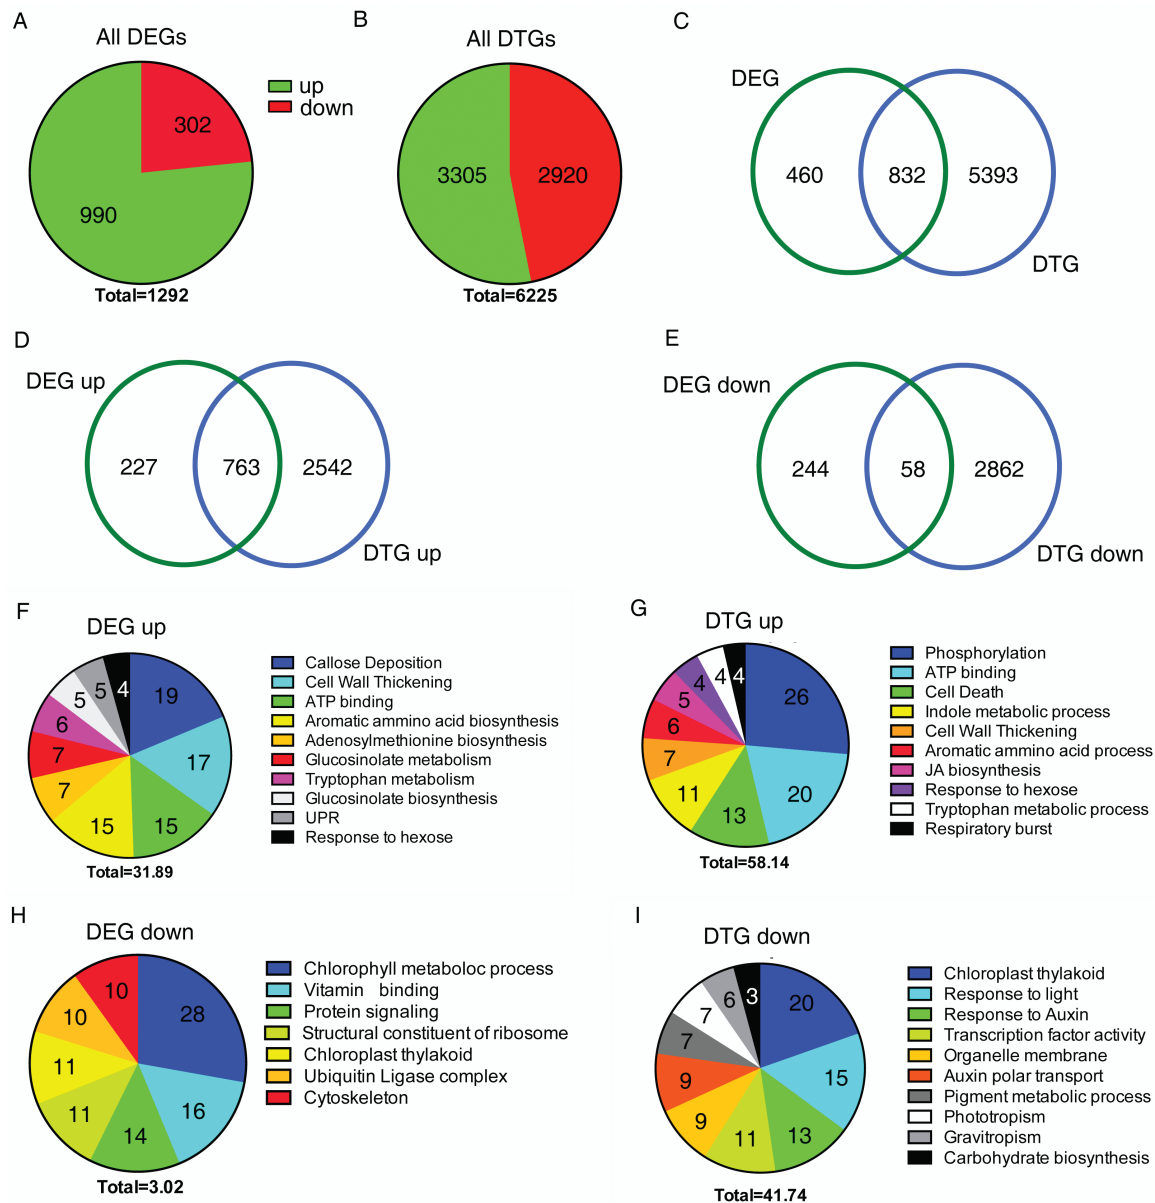 A
All DEGs
302
990
Total=1292
up
down
B
All DTGs
3305
2920
Total=6225
C
DEG
460
832
5393
DTG
D
DEG up
227
763
2542
DTG up
E
DEG down
244
58
2862
DTG down
F
DEG up
19
17
15
15
7
7
6
5
5
4
Total=31.89
Callose Deposition
Cell Wall Thickening
ATP binding
Aromatic ammino acid biosynthesis
Adenosylmethionine biosynthesis
Glucosinolate metabolism
Tryptophan metabolism
Glucosinolate biosynthesis
UPR
Response to hexose
G
DTG up
26
20
13
11
7
6
5
4
4
4
Total=58.14
Phosphorylation
ATP binding
Cell Death
Indole metabolic process
Cell Wall Thickening
Aromatic ammino acid process
JA biosynthesis
Response to hexose
Tryptophan metabolic process
Respiratory burst
H
DEG down
28
16
14
11
11
10
10
Total=3.02
Chlorophyll metaboloc process
Vitamin binding
Protein signaling
Structural constituent of ribosome
Chloroplast thylakoid
Ubiquitin Ligase complex
Cytoskeleton
I
DTG down
20
15
13
11
9
9
7
7
6
3
Total=41.74
Chloroplast thylakoid
Response to light
Response to Auxin
Transcription factor activity
Organelle membrane
Auxin polar transport
Pigment metabolic process
Phototropism
Gravitropism
Carbohydrate biosynthesis